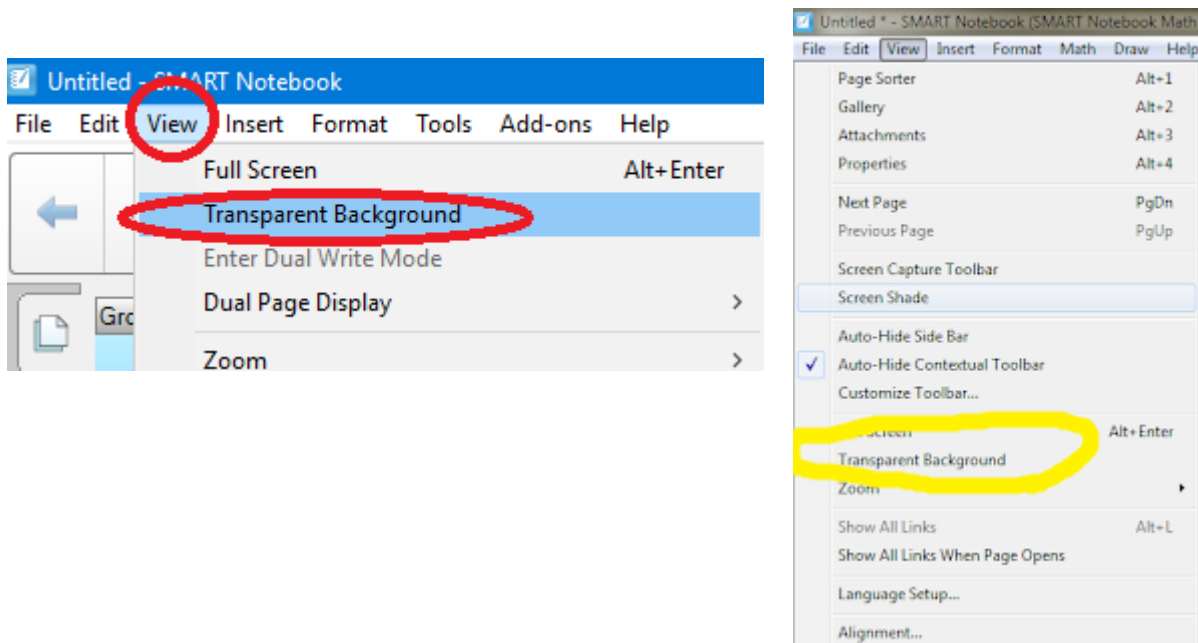 Untitled - SMART Notebook
File Edit View Insert Format Tools Add-ons Help
Full Screen Alt+Enter
Transparent Background
Enter Dual Write Mode
Dual Page Display
Gro
Zoom
Untitled * - SMART Notebook (SMART Notebook Math
File Edit View Insert Format Math Draw Help
Page Sorter Alt+1
Gallery Alt+2
Attachments Alt+3
Properties Alt+4
Next Page PgDn
Previous Page PgUp
Screen Capture Toolbar
Screen Shade
Auto-Hide Side Bar
Auto-Hide Contextual Toolbar
Customize Toolbar...
Screen Alt+Enter
Transparent Background
Zoom
Show All Links Alt+L
Show All Links When Page Opens
Language Setup...
Alignment...